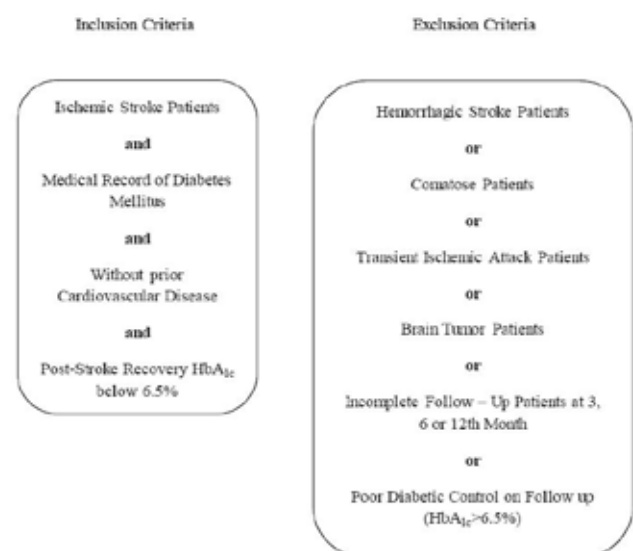 Inclusion Criteria
Ischemic Stroke Patients
and
Medical Record of Diabetes
Mellitus
and
Without prior
Cardiovascular Disease
and
Post-Stroke Recovery HbA1c
below 6.5%
Exclusion Criteria
Hemorrhagic Stroke Patients
or
Comatose Patients
or
Transient Ischemic Attack Patients
or
Brain Tumor Patients
or
Incomplete Follow – Up Patients at 3,
6 or 12th Month
or
Poor Diabetic Control on Follow up
(HbA1c>6.5%)